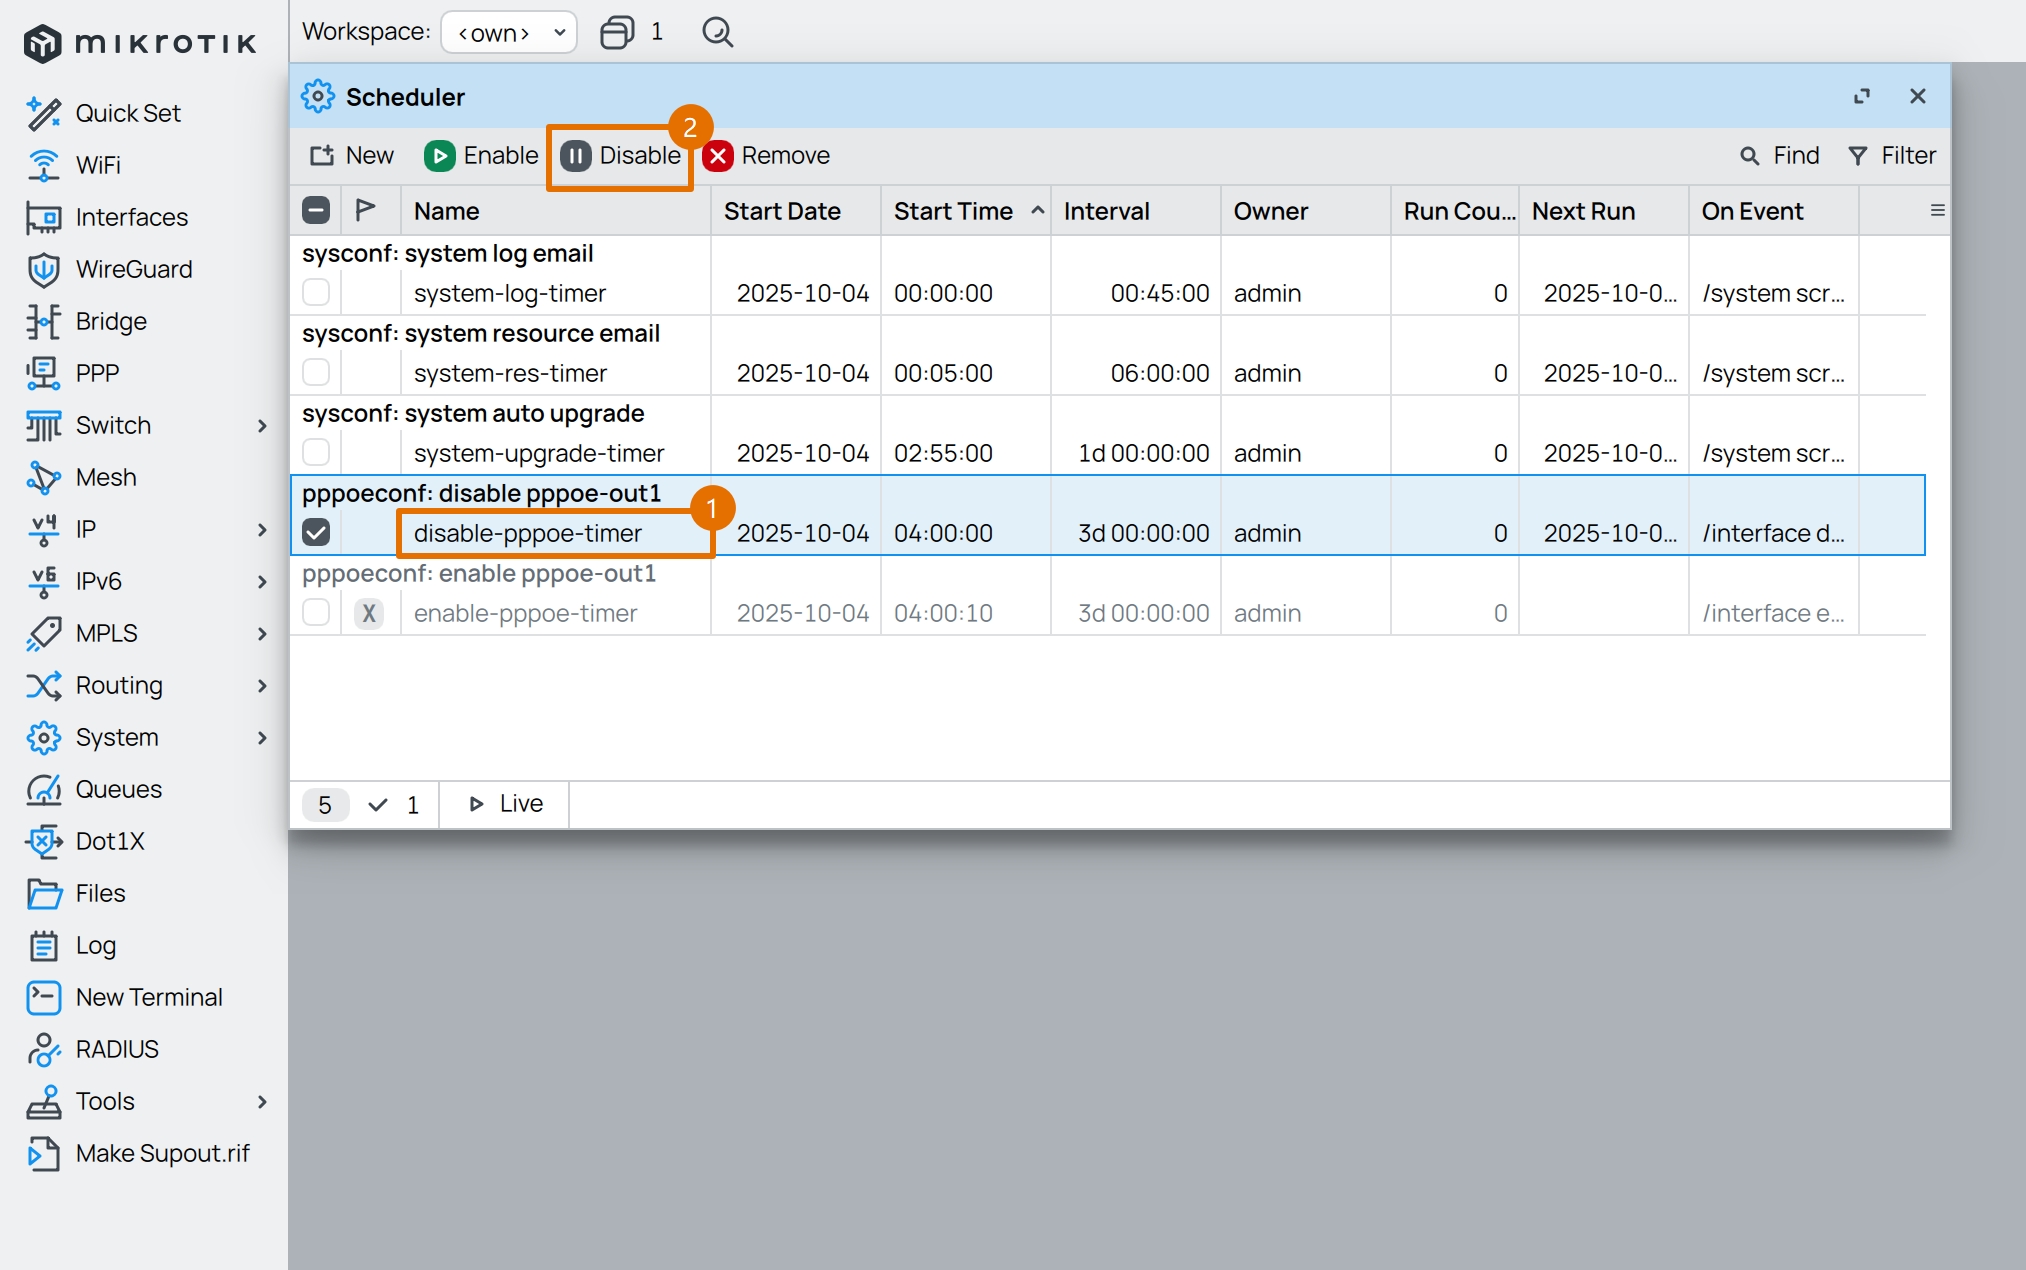 mikrotik
Workspace: <own> 1
Quick Set
WiFi
Interfaces
WireGuard
Bridge
PPP
Switch
Mesh
IP
IPv6
MPLS
Routing
System
Queues
Dot1X
Files
Log
New Terminal
RADIUS
Tools
Make Supout.rif
Scheduler
New Enable Disable Remove Find Filter
2
Name Start Date Start Time Interval Owner Run Cou... Next Run On Event
sysconf: system log email
system-log-timer 2025-10-04 00:00:00 00:45:00 admin 0 2025-10-0... /system scr...
sysconf: system resource email
system-res-timer 2025-10-04 00:05:00 06:00:00 admin 0 2025-10-0... /system scr...
sysconf: system auto upgrade
system-upgrade-timer 2025-10-04 02:55:00 1d 00:00:00 admin 0 2025-10-0... /system scr...
pppoeconf: disable pppoe-out1
1
disable-pppoe-timer 2025-10-04 04:00:00 3d 00:00:00 admin 0 2025-10-0... /interface d...
pppoeconf: enable pppoe-out1
X enable-pppoe-timer 2025-10-04 04:00:10 3d 00:00:00 admin 0 /interface e...
5 1 Live